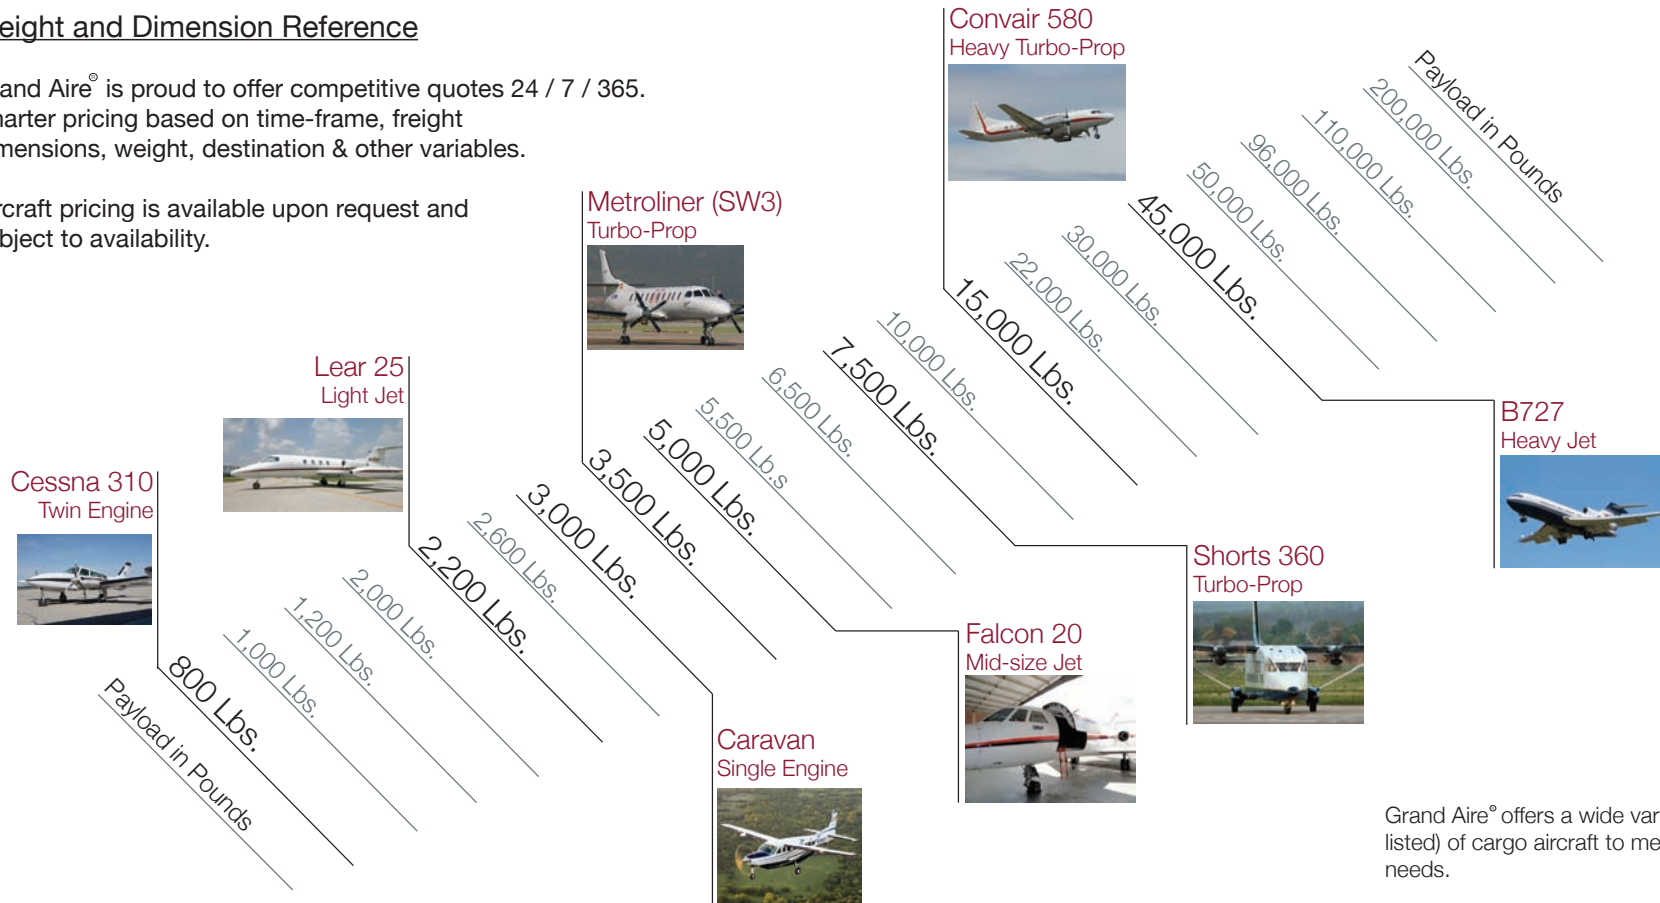 eight and Dimension Reference
and Aire® is proud to offer competitive quotes 24 / 7 / 365.
harter pricing based on time-frame, freight
mensions, weight, destination & other variables.
rcraft pricing is available upon request and
bject to availability.
Convair 580
Heavy Turbo-Prop
Metroliner (SW3)
Turbo-Prop
Lear 25
Light Jet
Cessna 310
Twin Engine
Payload in Pounds
800 Lbs.
1,000 Lbs.
1,200 Lbs.
2,000 Lbs.
2,200 Lbs.
2,600 Lbs.
3,000 Lbs.
3,500 Lbs.
5,000 Lbs.
5,500 Lb.s
6,500 Lbs.
7,500 Lbs.
10,000 Lbs.
15,000 Lbs.
22,000 Lbs.
30,000 Lbs.
45,000 Lbs.
50,000 Lbs.
96,000 Lbs.
110,000 Lbs.
200,000 Lbs.
Payload in Pounds
B727
Heavy Jet
Shorts 360
Turbo-Prop
Falcon 20
Mid-size Jet
Caravan
Single Engine
Grand Aire® offers a wide var
listed) of cargo aircraft to me
needs.